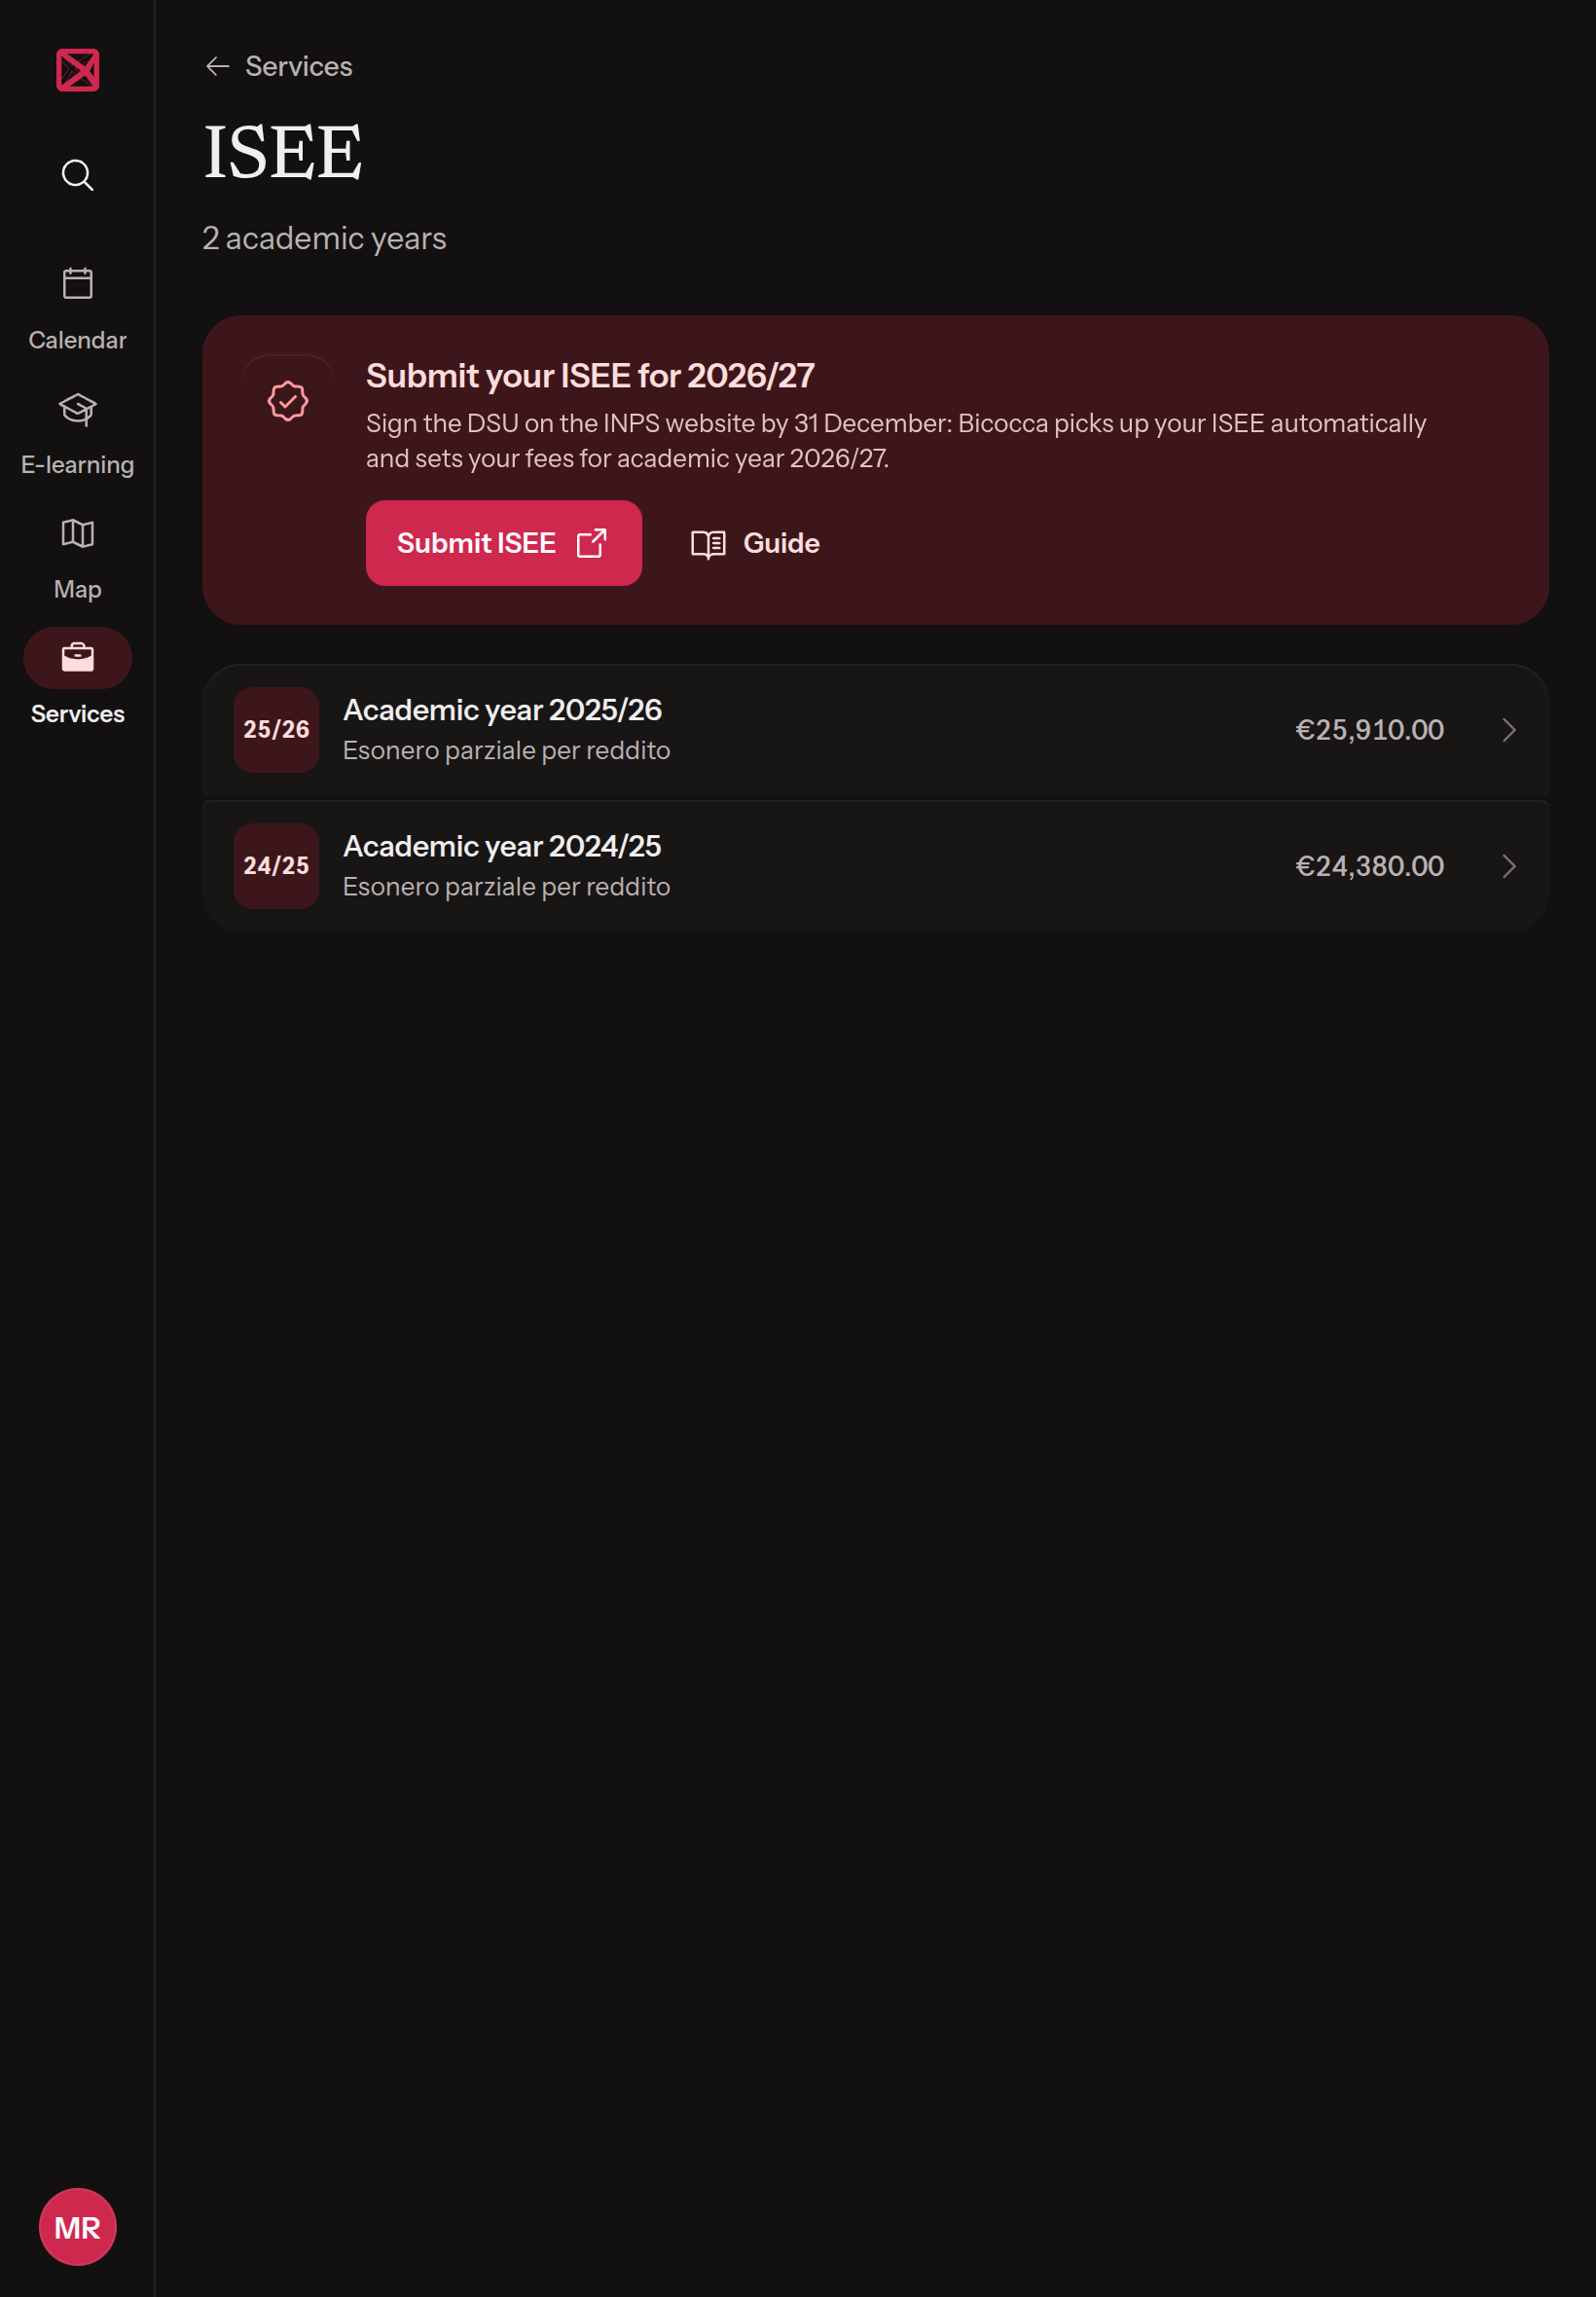 Services
ISEE
2 academic years
Calendar
E-learning
Map
Services
Submit your ISEE for 2026/27
Sign the DSU on the INPS website by 31 December: Bicocca picks up your ISEE automatically
and sets your fees for academic year 2026/27.
Submit ISEE
Guide
25/26
Academic year 2025/26
Esonero parziale per reddito
€25,910.00
24/25
Academic year 2024/25
Esonero parziale per reddito
€24,380.00
MR